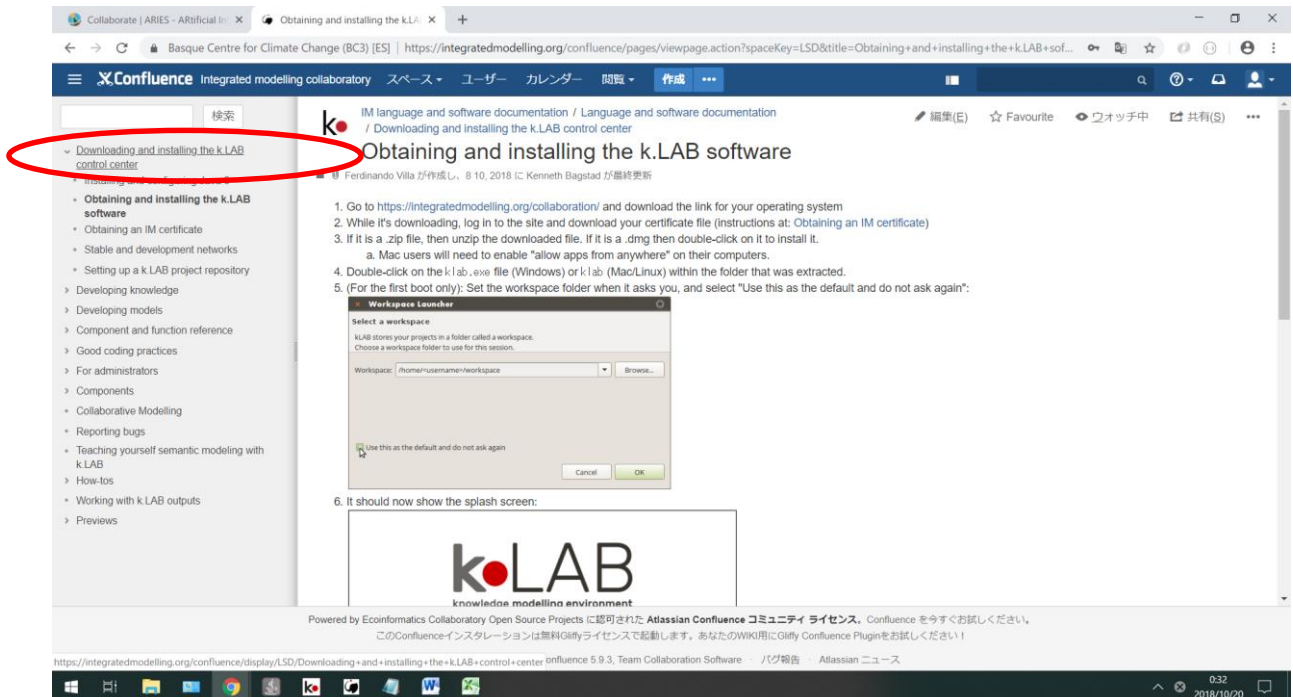 Collaborate | ARIES - ARtificial In
Obtaining and installing the k.LA
Basque Centre for Climate Change (BC3) [ES] | https://integratedmodelling.org/confluence/pages/viewpage.action?spaceKey=LSD&title=Obtaining+and+installing+the+k.LAB+sof...
Confluence Integrated modelling collaboratory スペース ユーザー カレンダー 閲覧 作成 •••
検索
Downloading and installing the k.LAB
control center
Obtaining and installing the k.LAB
software
Obtaining an IM certificate
Stable and development networks
Setting up a k.LAB project repository
Developing knowledge
Developing models
Component and function reference
Good coding practices
For administrators
Components
Collaborative Modelling
Reporting bugs
Teaching yourself semantic modeling with
k.LAB
How-tos
Working with k.LAB outputs
Previews
IM language and software documentation / Language and software documentation
/ Downloading and installing the k.LAB control center
編集(E) Favourite ウォッチ中 共有(S) •••
Obtaining and installing the k.LAB software
Ferdinando Villa が作成し、8 10, 2018 に Kenneth Bagstad が最終更新
1. Go to https://integratedmodelling.org/collaboration/ and download the link for your operating system
2. While it's downloading, log in to the site and download your certificate file (instructions at: Obtaining an IM certificate)
3. If it is a .zip file, then unzip the downloaded file. If it is a .dmg then double-click on it to install it.
a. Mac users will need to enable "allow apps from anywhere" on their computers.
4. Double-click on the klab.exe file (Windows) or klab (Mac/Linux) within the folder that was extracted.
5. (For the first boot only): Set the workspace folder when it asks you, and select "Use this as the default and do not ask again":
Workspace Launcher
Select a workspace
kLAB stores your projects in a folder called a workspace.
Choose a workspace folder to use for this session.
Workspace: /home/<username>/workspace Browse...
Use this as the default and do not ask again
Cancel OK
6. It should now show the splash screen:
k.LAB
knowledge modelling environment
Powered by Ecoinformatics Collaboratory Open Source Projects に認可された Atlassian Confluence コミュニティ ライセンス。Confluence を今すぐお試しください。
このConfluenceインスタレーションは無料Gliffyライセンスで起動します。あなたのWIKI用にGliffy Confluence Pluginをお試しください！
https://integratedmodelling.org/confluence/display/LSD/Downloading+and+installing+the+k.LAB+control+center
onfluence 5.9.3, Team Collaboration Software · バグ報告 · Atlassian ニュース
0:32
2018/10/20